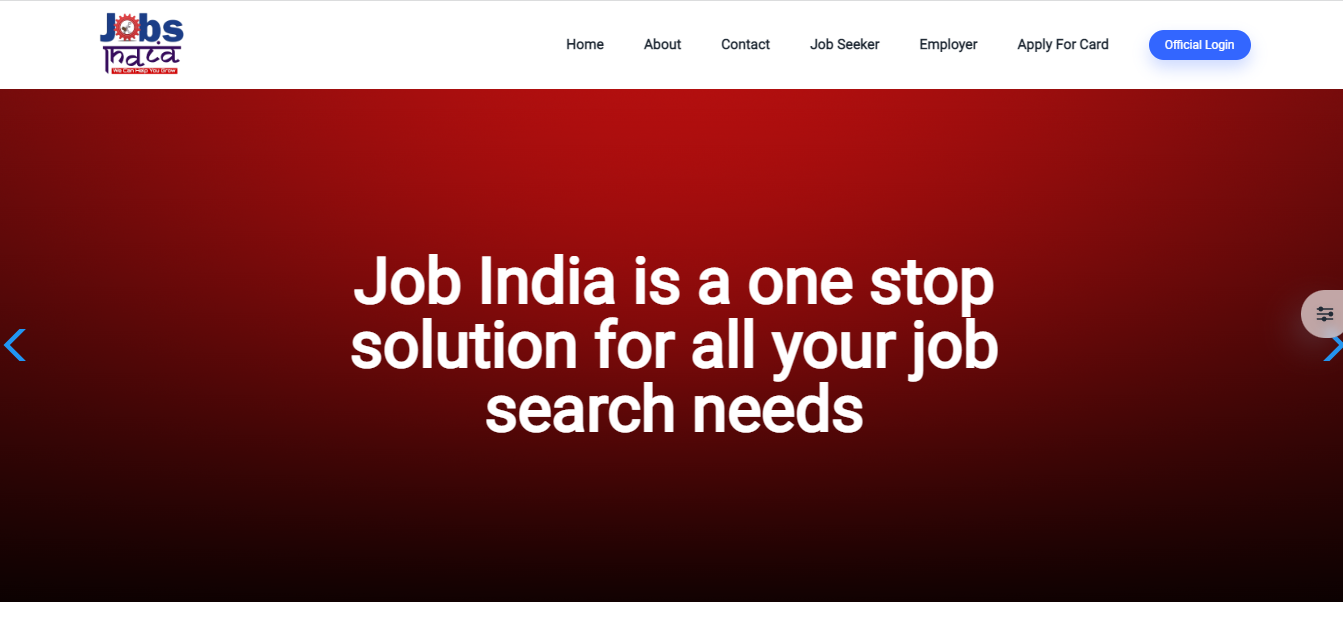 Jobs
India
We Can Help You Grow
Home About Contact Job Seeker Employer Apply For Card Official Login
Job India is a one stop
solution for all your job
search needs